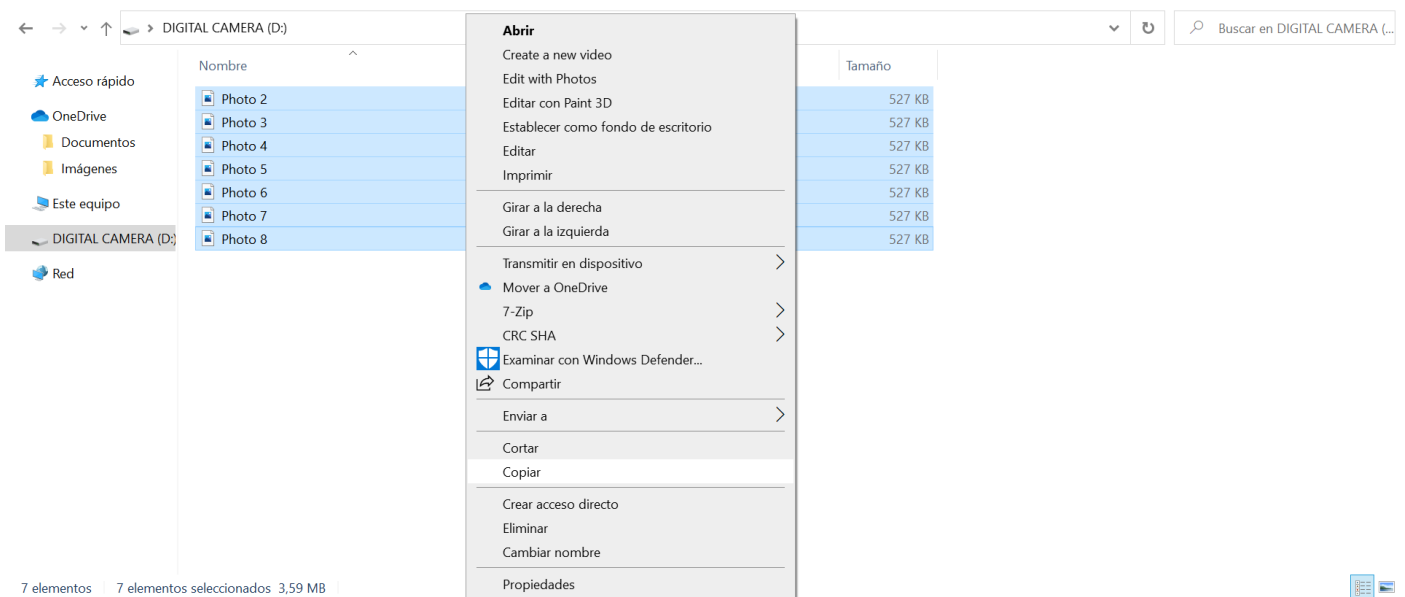 DIGITAL CAMERA (D:)
Buscar en DIGITAL CAMERA (...
Acceso rápido
OneDrive
Documentos
Imágenes
Este equipo
DIGITAL CAMERA (D:)
Red
Nombre
Tamaño
Photo 2 527 KB
Photo 3 527 KB
Photo 4 527 KB
Photo 5 527 KB
Photo 6 527 KB
Photo 7 527 KB
Photo 8 527 KB
Abrir
Create a new video
Edit with Photos
Editar con Paint 3D
Establecer como fondo de escritorio
Editar
Imprimir
Girar a la derecha
Girar a la izquierda
Transmitir en dispositivo
Mover a OneDrive
7-Zip
CRC SHA
Examinar con Windows Defender...
Compartir
Enviar a
Cortar
Copiar
Crear acceso directo
Eliminar
Cambiar nombre
Propiedades
7 elementos
7 elementos seleccionados 3,59 MB